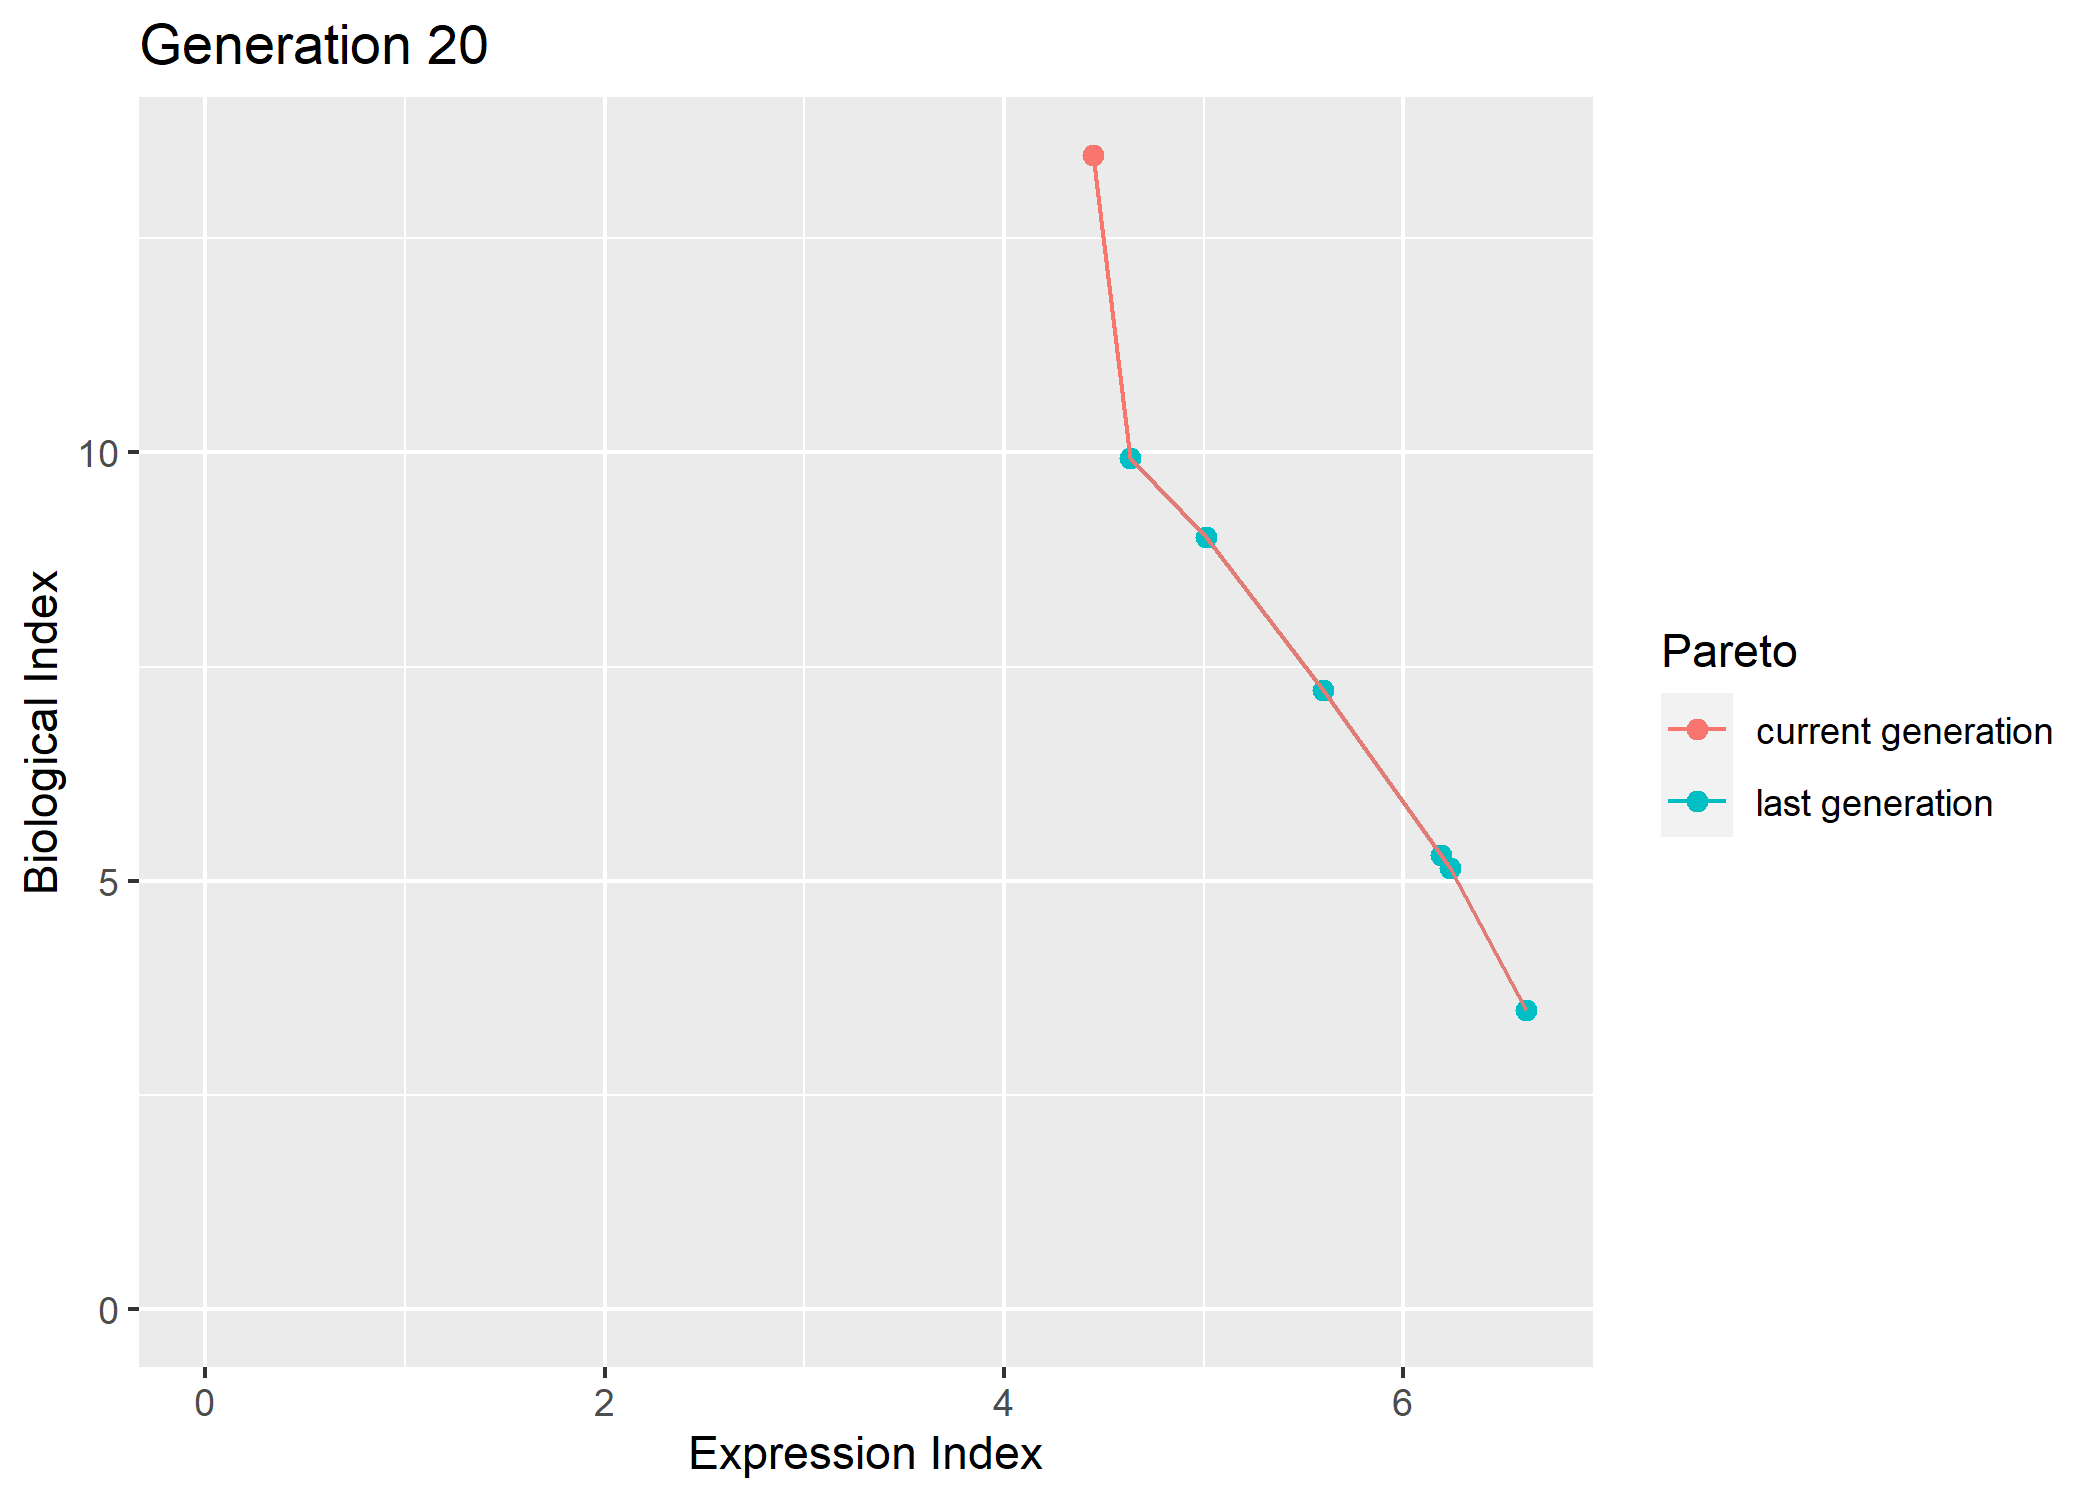 Generation 20
Biological Index
10
5
0
0
2
4
6
Expression Index
Pareto
current generation
last generation